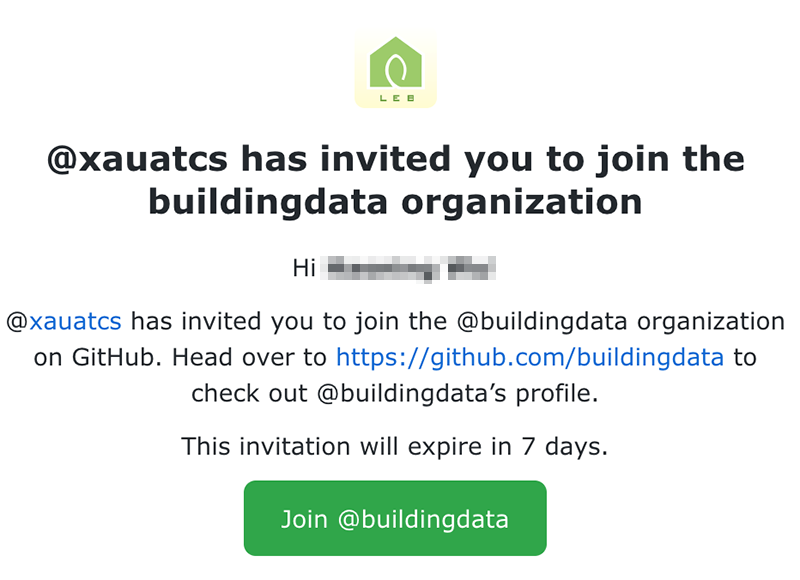 LEB
@xauatcs has invited you to join the
buildingdata organization
Hi
@xauatcs has invited you to join the @buildingdata organization
on GitHub. Head over to https://github.com/buildingdata to
check out @buildingdata’s profile.
This invitation will expire in 7 days.
Join @buildingdata